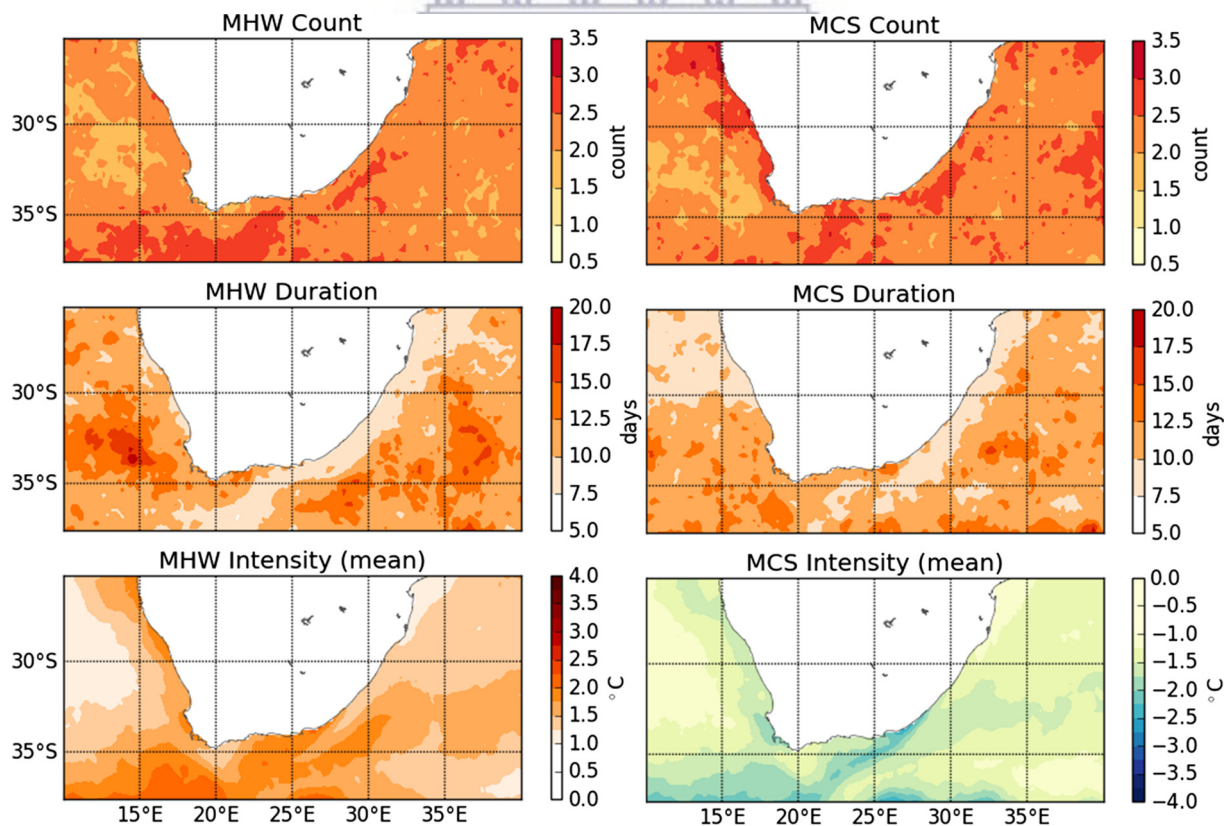 MHW Count
MCS Count
3.5
3.0
2.5
2.0
1.5
1.0
0.5
count
3.5
3.0
2.5
2.0
1.5
1.0
0.5
count
30°S
35°S
MHW Duration
MCS Duration
20.0
17.5
15.0
12.5
10.0
7.5
5.0
days
20.0
17.5
15.0
12.5
10.0
7.5
5.0
days
30°S
35°S
MHW Intensity (mean)
MCS Intensity (mean)
4.0
3.5
3.0
2.5
2.0
1.5
1.0
0.5
0.0
°C
0.0
−0.5
−1.0
−1.5
−2.0
−2.5
−3.0
−3.5
−4.0
°C
30°S
35°S
15°E 20°E 25°E 30°E 35°E
15°E 20°E 25°E 30°E 35°E